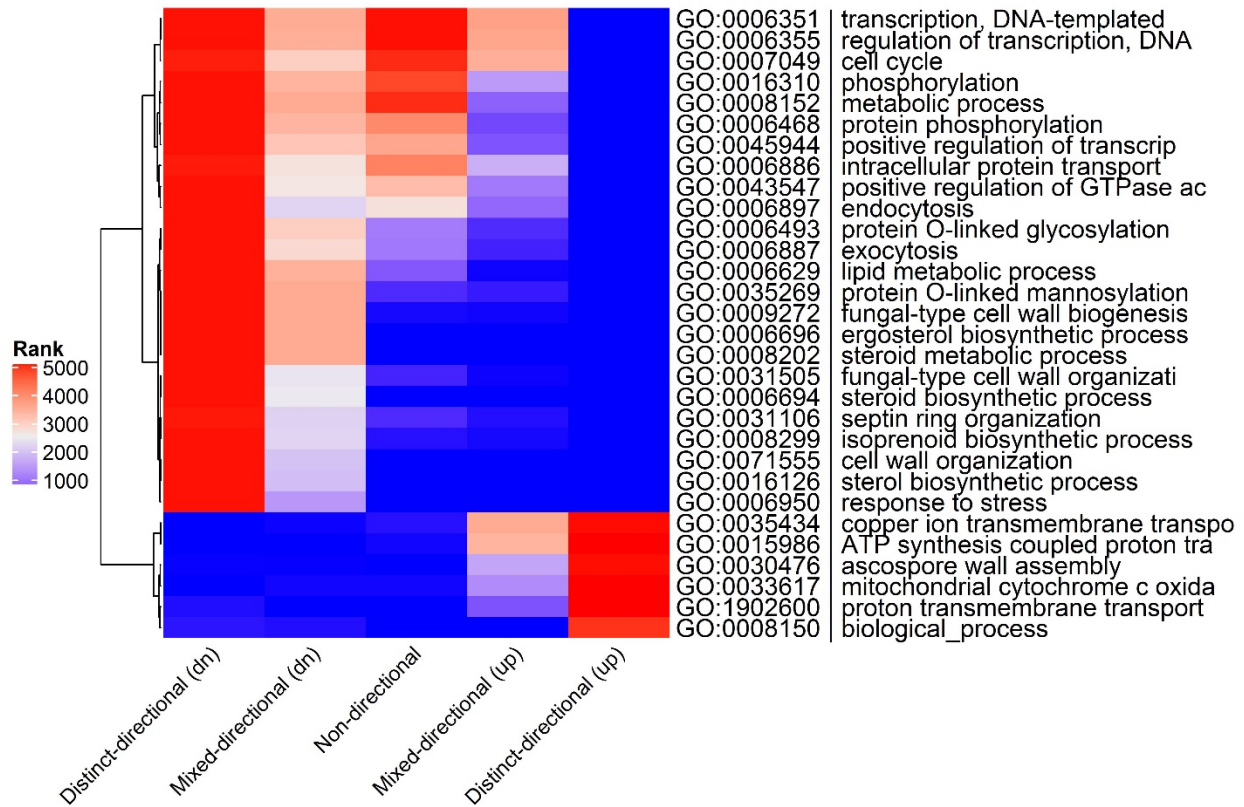 GO:0006351 | transcription, DNA-templated
GO:0006355 | regulation of transcription, DNA
GO:0007049 | cell cycle
GO:0016310 | phosphorylation
GO:0008152 | metabolic process
GO:0006468 | protein phosphorylation
GO:0045944 | positive regulation of transcrip
GO:0006886 | intracellular protein transport
GO:0043547 | positive regulation of GTPase ac
GO:0006897 | endocytosis
GO:0006493 | protein O-linked glycosylation
GO:0006887 | exocytosis
GO:0006629 | lipid metabolic process
GO:0035269 | protein O-linked mannosylation
GO:0009272 | fungal-type cell wall biogenesis
GO:0006696 | ergosterol biosynthetic process
GO:0008202 | steroid metabolic process
GO:0031505 | fungal-type cell wall organizati
GO:0006694 | steroid biosynthetic process
GO:0031106 | septin ring organization
GO:0008299 | isoprenoid biosynthetic process
GO:0071555 | cell wall organization
GO:0016126 | sterol biosynthetic process
GO:0006950 | response to stress
GO:0035434 | copper ion transmembrane transpo
GO:0015986 | ATP synthesis coupled proton tra
GO:0030476 | ascospore wall assembly
GO:0033617 | mitochondrial cytochrome c oxida
GO:1902600 | proton transmembrane transport
GO:0008150 | biological_process
Rank
5000
4000
3000
2000
1000
Distinct-directional (dn)
Mixed-directional (dn)
Non-directional
Mixed-directional (up)
Distinct-directional (up)